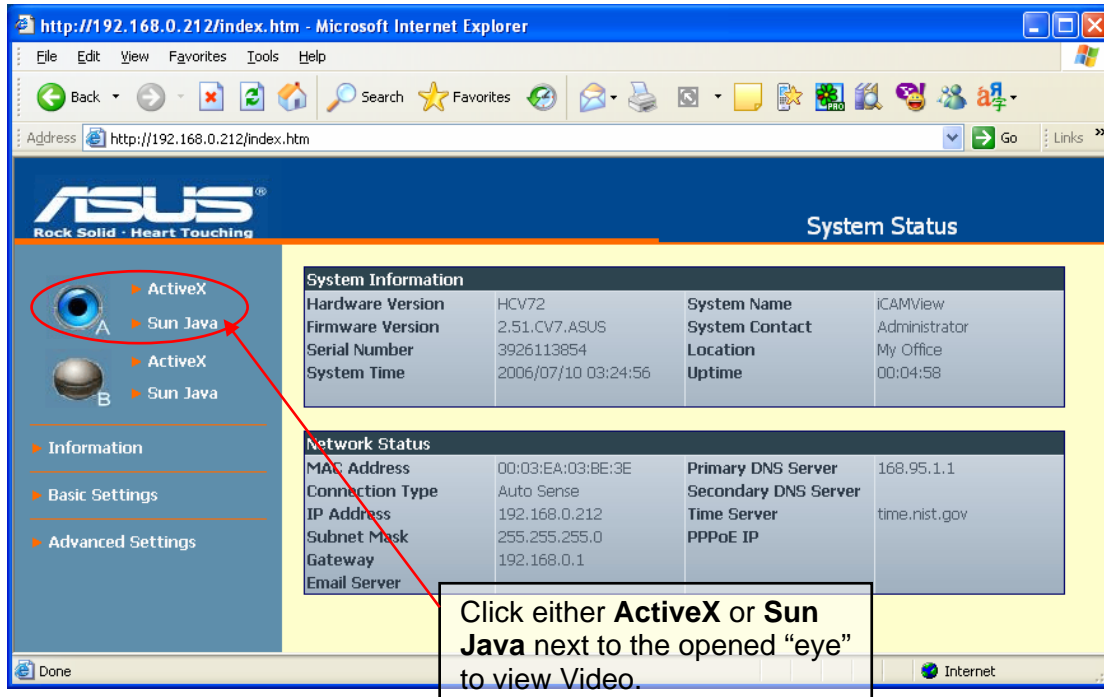 http://192.168.0.212/index.htm - Microsoft Internet Explorer
File Edit View Favorites Tools Help
Back Search Favorites PRO
Address http://192.168.0.212/index.htm Go Links »
ASUS®
Rock Solid · Heart Touching
System Status
ActiveX
Sun Java
A
ActiveX
Sun Java
B
Information
Basic Settings
Advanced Settings
System Information
Hardware Version HCV72 System Name iCAMView
Firmware Version 2.51.CV7.ASUS System Contact Administrator
Serial Number 3926113854 Location My Office
System Time 2006/07/10 03:24:56 Uptime 00:04:58
Network Status
MAC Address 00:03:EA:03:BE:3E Primary DNS Server 168.95.1.1
Connection Type Auto Sense Secondary DNS Server
IP Address 192.168.0.212 Time Server time.nist.gov
Subnet Mask 255.255.255.0 PPPoE IP
Gateway 192.168.0.1
Email Server
Click either ActiveX or Sun
Java next to the opened “eye”
to view Video.
Done Internet